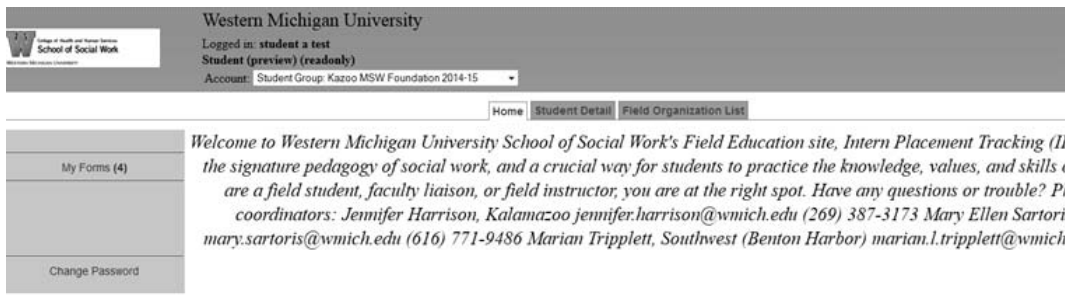 Western Michigan University
College of Health and Human Services
School of Social Work
WESTERN MICHIGAN UNIVERSITY
Logged in: student a test
Student (preview) (readonly)
Account: Student Group: Kazoo MSW Foundation 2014-15
Home Student Detail Field Organization List
My Forms (4)
Change Password
Welcome to Western Michigan University School of Social Work's Field Education site, Intern Placement Tracking
the signature pedagogy of social work, and a crucial way for students to practice the knowledge, values, and skills
are a field student, faculty liaison, or field instructor, you are at the right spot. Have any questions or trouble?
coordinators: Jennifer Harrison, Kalamazoo jennifer.harrison@wmich.edu (269) 387-3173 Mary Ellen Sartori
mary.sartoris@wmich.edu (616) 771-9486 Marian Tripplett, Southwest (Benton Harbor) marian.l.tripplett@wmich